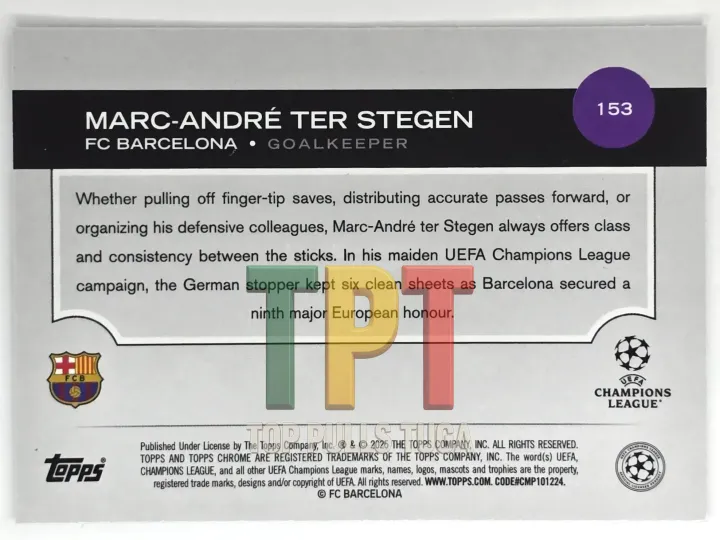 MARC-ANDRÉ TER STEGEN
153
FC BARCELONA • GOALKEEPER
Whether pulling off finger-tip saves, distributing accurate passes forward, or
organizing his defensive colleagues, Marc-André ter Stegen always offers class
and consistency between the sticks. In his maiden UEFA Champions League
campaign, the German stopper kept six clean sheets as Barcelona secured a
ninth major European honour.
TPT
TOP PULLS TUGA
FCB
UEFA
CHAMPIONS
LEAGUE
Topps
Published Under License by The Topps Company, Inc. ® & © 2026 THE TOPPS COMPANY, INC. ALL RIGHTS RESERVED.
TOPPS AND TOPPS CHROME ARE REGISTERED TRADEMARKS OF THE TOPPS COMPANY, INC. The word(s) UEFA,
CHAMPIONS LEAGUE, and all other UEFA Champions League marks, names, logos, mascots and trophies are the property,
registered trade marks, designs and/or copyright of UEFA. All rights reserved. WWW.TOPPS.COM. CODE#CMP101224.
© FC BARCELONA